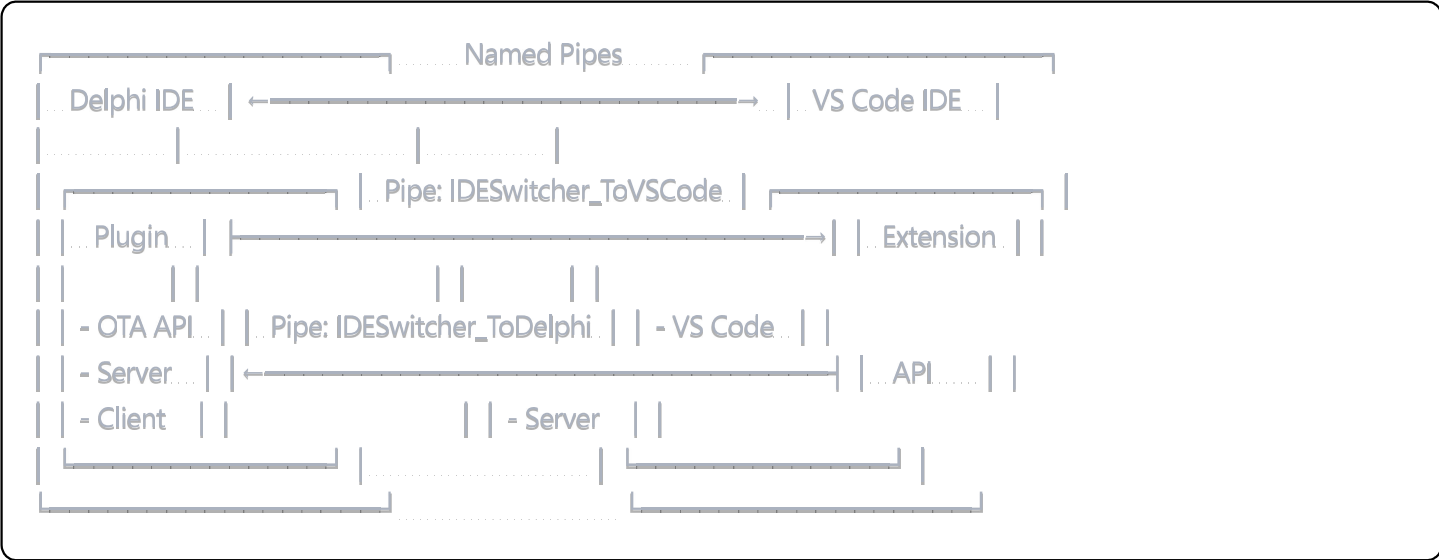 ┌─────────────┐ Named Pipes ┌─────────────┐
│ Delphi IDE │ ←──────────────────→ │ VS Code IDE │
│ │ │ │
│ ┌──────────┐ │ Pipe: IDESwitcher_ToVSCode │ ┌──────────┐ │
│ │ Plugin │ ├─────────────────────→│ │ Extension │ │
│ │ │ │ │ │ │ │
│ │ - OTA API │ │ Pipe: IDESwitcher_ToDelphi │ │ - VS Code │ │
│ │ - Server │ │ ←─────────────────────┤ │ API │ │
│ │ - Client │ │ │ │ - Server │ │
│ └──────────┘ │ │ └──────────┘ │
└─────────────┘ └─────────────┘